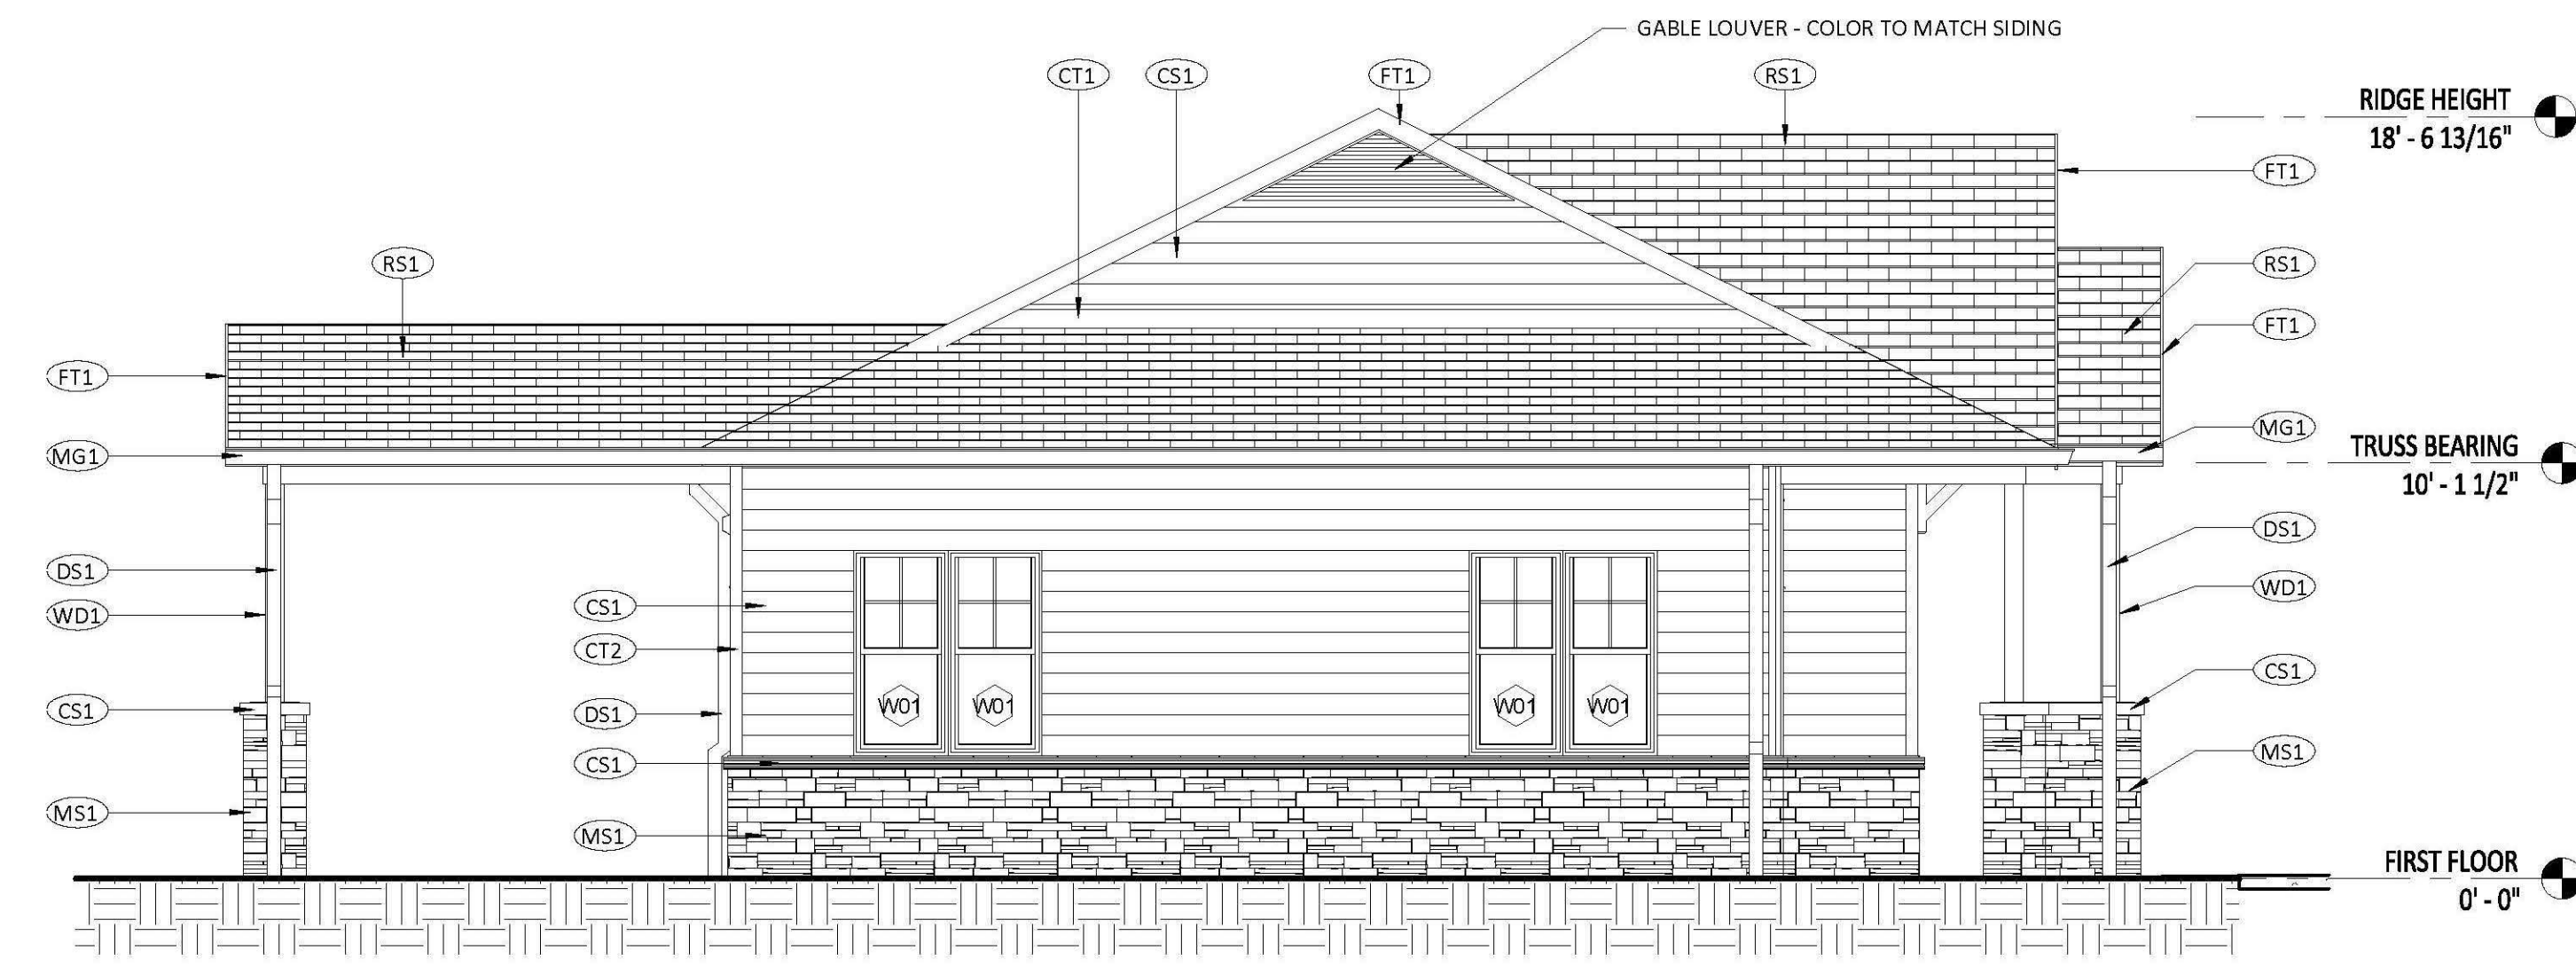 GABLE LOUVER - COLOR TO MATCH SIDING
CT1
CS1
FT1
RS1
RIDGE HEIGHT
18' - 6 13/16"
FT1
RS1
RS1
FT1
FT1
MG1
MG1
TRUSS BEARING
10' - 1 1/2"
DS1
DS1
WD1
WD1
CS1
CT2
CS1
CS1
DS1
W01
W01
W01
W01
CS1
MS1
MS1
MS1
FIRST FLOOR
0' - 0"